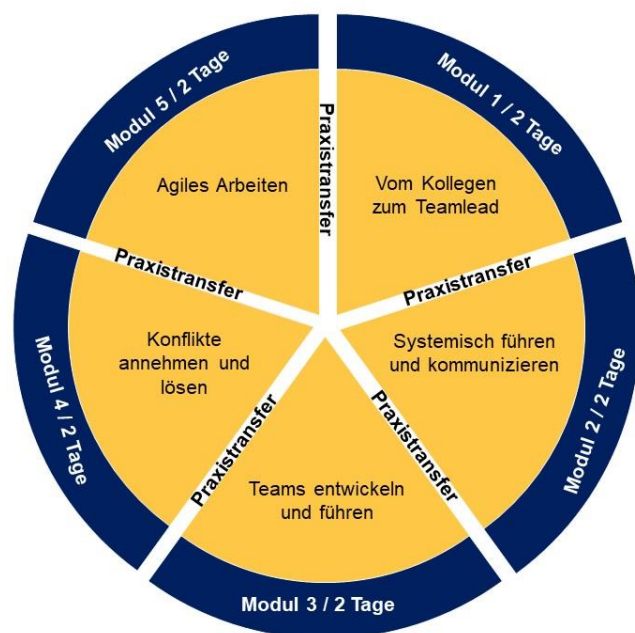 Modul 1 / 2 Tage
Vom Kollegen
zum Teamlead
Praxistransfer
Modul 2 / 2 Tage
Systemisch führen
und kommunizieren
Praxistransfer
Modul 3 / 2 Tage
Teams entwickeln
und führen
Praxistransfer
Modul 4 / 2 Tage
Konflikte
annehmen und
lösen
Praxistransfer
Modul 5 / 2 Tage
Agiles Arbeiten
Praxistransfer